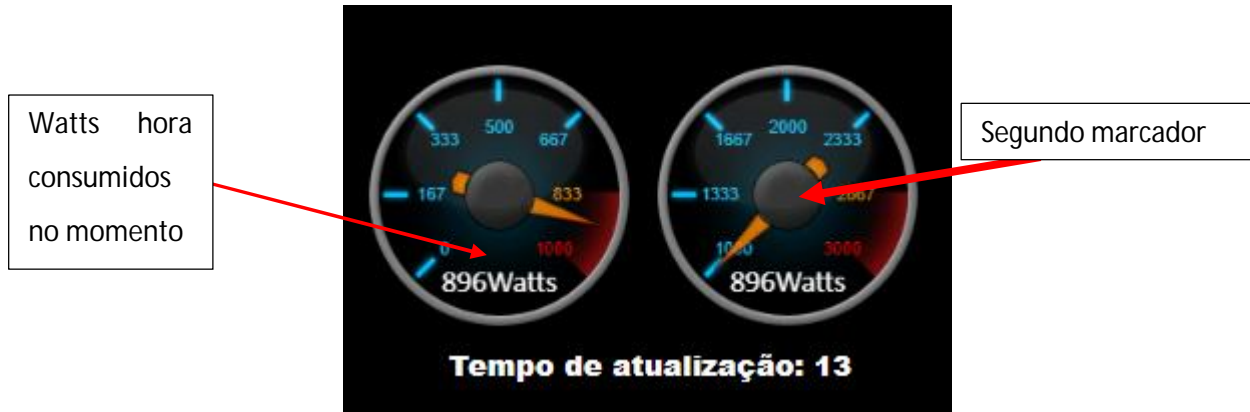 Watts hora
consumidos
no momento
0
167
333
500
667
833
1000
896Watts
1000
1333
1667
2000
2333
2667
3000
896Watts
Segundo marcador
Tempo de atualização: 13